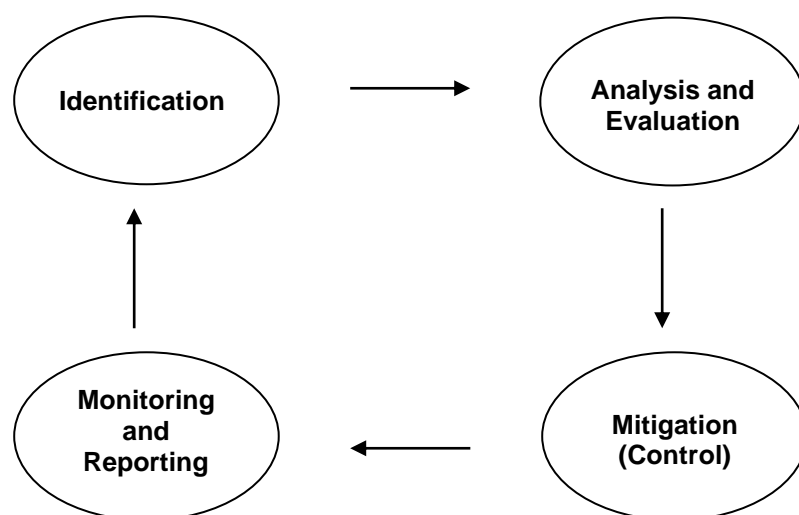 Identification
Analysis and
Evaluation
Monitoring
and
Reporting
Mitigation
(Control)